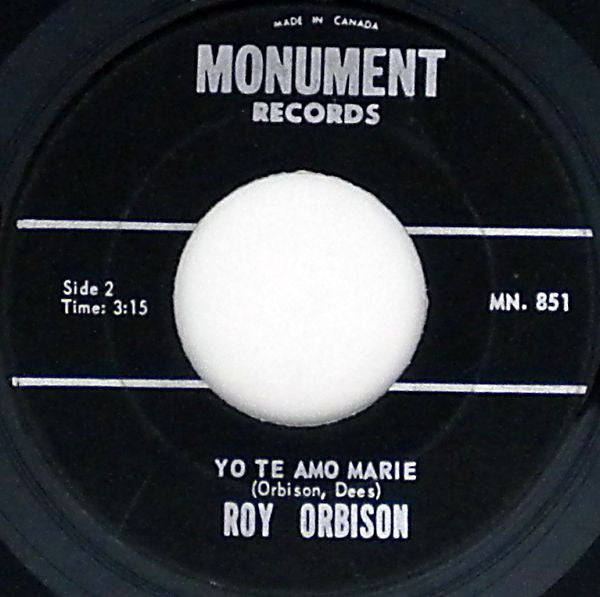 MADE IN CANADA
MONUMENT
RECORDS
Side 2
Time: 3:15
MN. 851
YO TE AMO MARIE
(Orbison, Dees)
ROY ORBISON